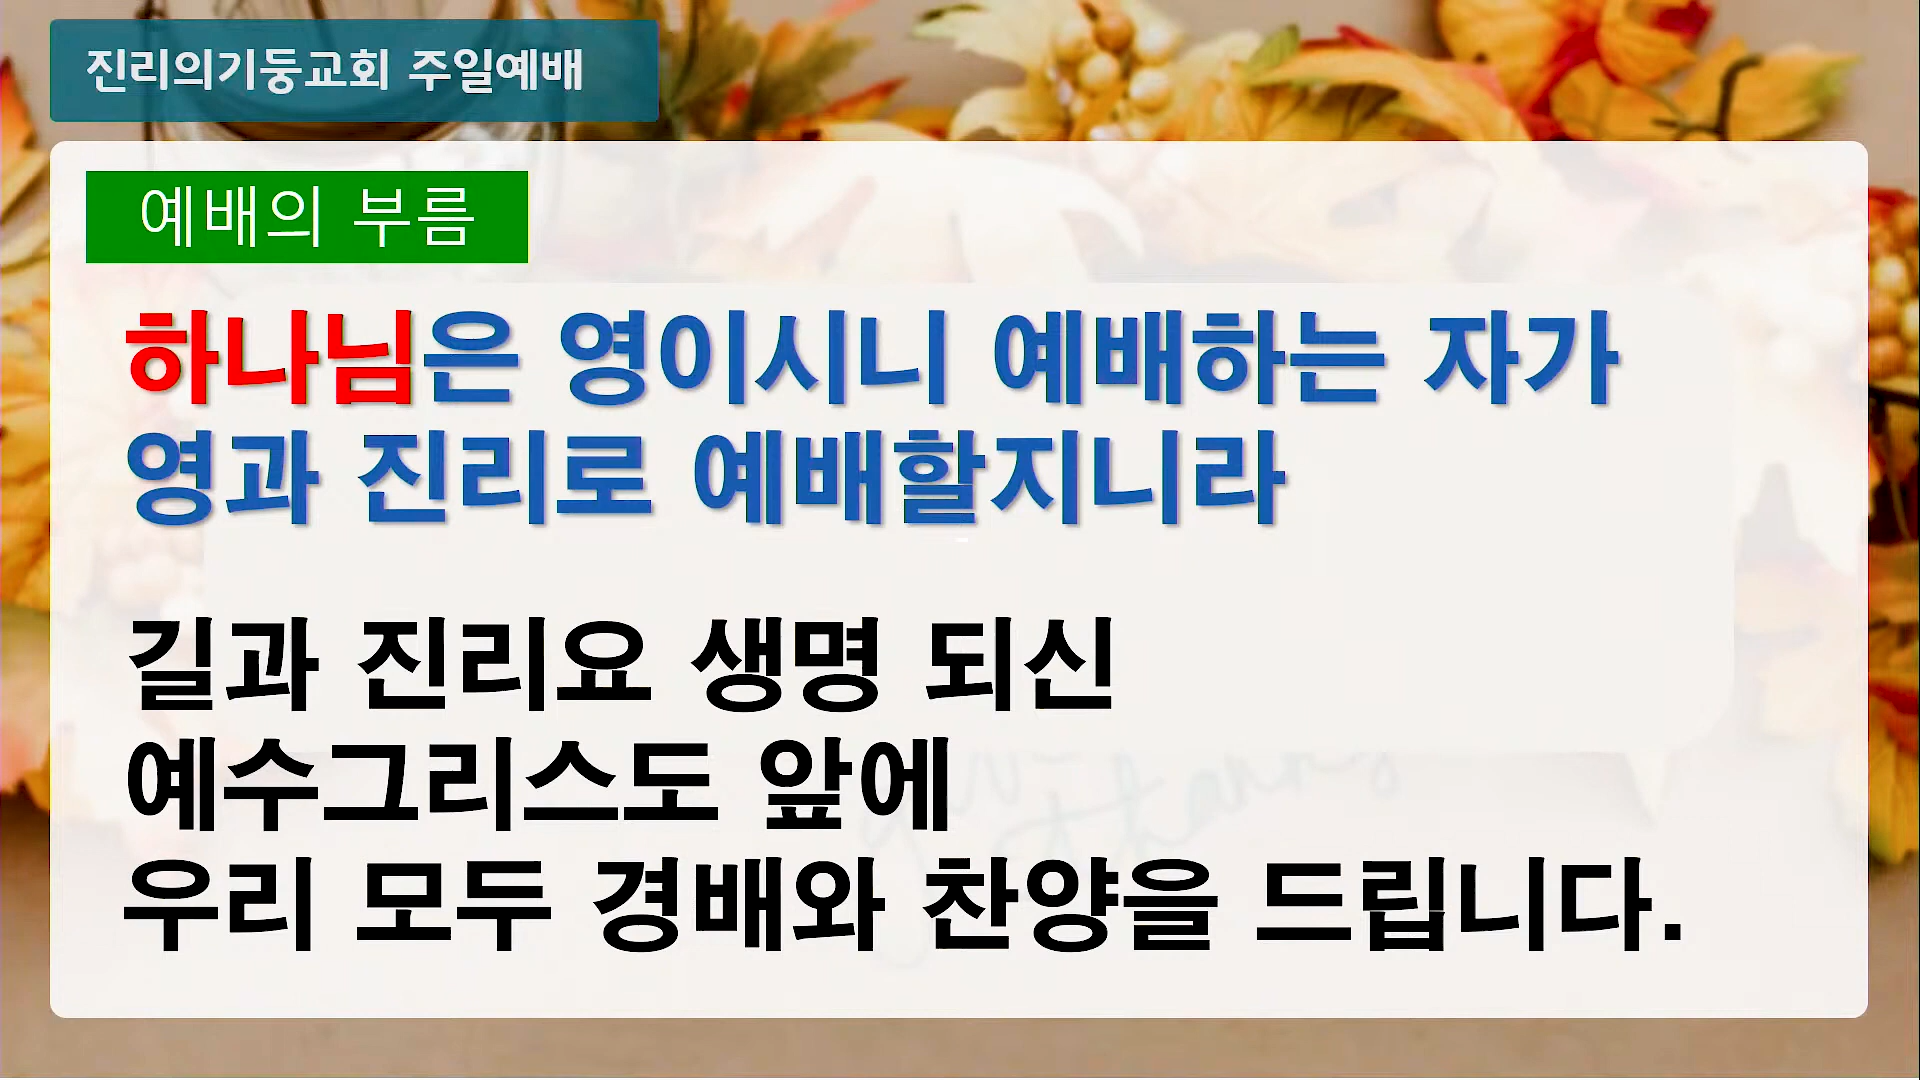 진리의기둥교회 주일예배
예배의 부름
하나님은 영이시니 예배하는 자가
영과 진리로 예배할지니라
길과 진리요 생명 되신
예수그리스도 앞에
우리 모두 경배와 찬양을 드립니다.